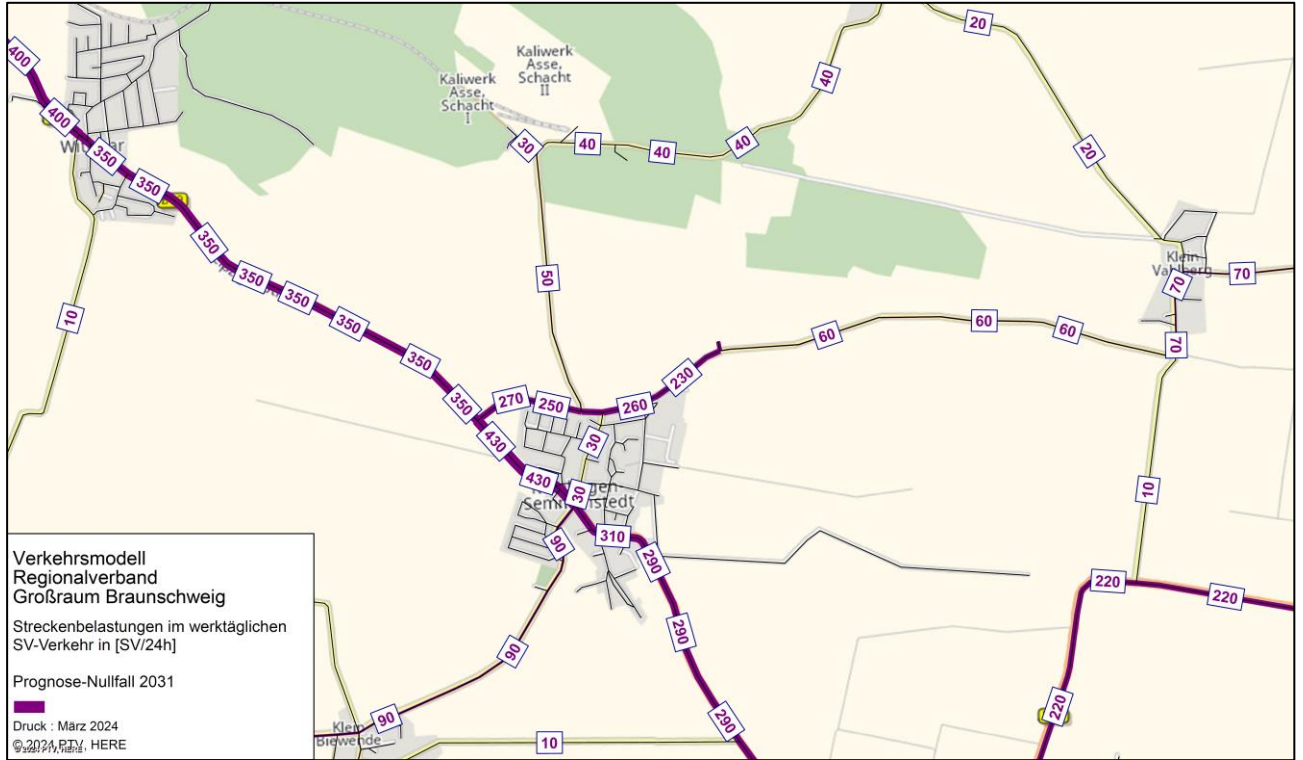 400
400
350
350
350
350
350
350
350
350
430
430
270
250
260
230
60
60
60
30
30
310
290
290
290
90
90
90
10
10
10
50
30
40
40
40
40
20
20
70
70
70
220
220
220
Kaliwerk
Asse,
Schacht
I
Kaliwerk
Asse,
Schacht
II
Klein
Vahlberg
Klein
Biewende
Verkehrsmodell
Regionalverband
Großraum Braunschweig
Streckenbelastungen im werktäglichen
SV-Verkehr in [SV/24h]
Prognose-Nullfall 2031
Druck : März 2024
© 2024 PTV, HERE